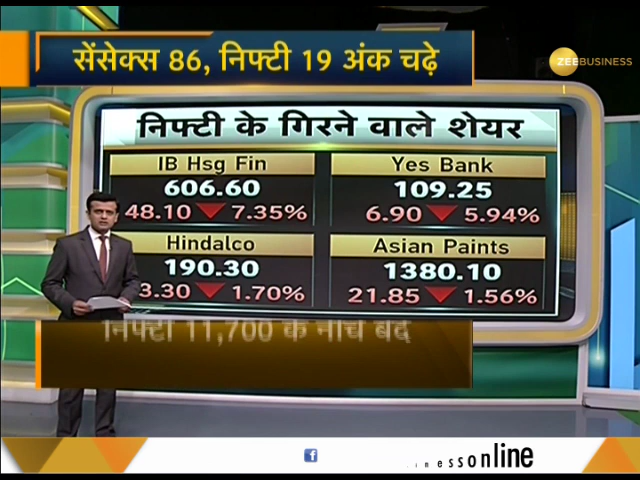 सेंसेक्स 86, निफ्टी 19 अंक चढ़े
ZEEBUSINESS
निफ्टी के गिरने वाले शेयर
IB Hsg Fin
606.60
48.10 ▼ 7.35%
Yes Bank
109.25
6.90 ▼ 5.94%
Hindalco
190.30
3.30 ▼ 1.70%
Asian Paints
1380.10
21.85 ▼ 1.56%
निफ्टी 11,700 के नीचे बंद
inessonline